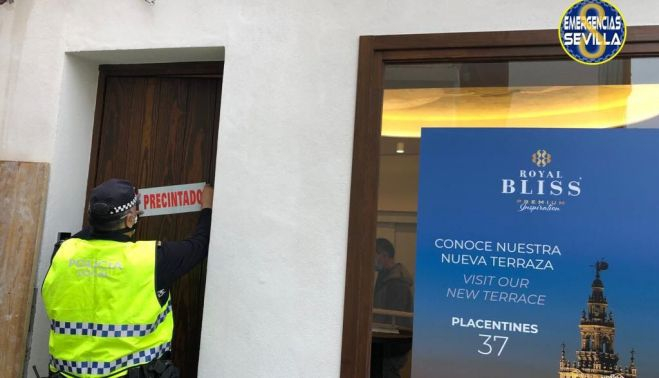 EMERGENCIAS
SEVILLA
PRECINTADO
POLICIA
LOCAL
ROYAL
BLISS
PREMIUM
Inspiration
CONOCE NUESTRA
NUEVA TERRAZA
VISIT OUR
NEW TERRACE
PLACENTINES
37